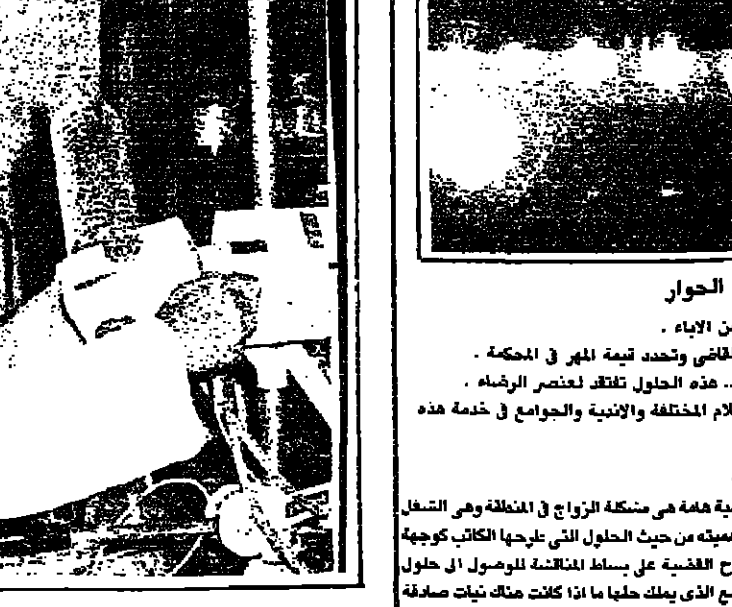 الحوار
ن الاباء .
لقاضى وتحدد قيمة المهر فى المحكمة .
.. هذه الحلول تفتقد لعنصر الرضاء .
لام المختلفة والاندية والجوامع فى خدمة هذه
ية هامة هى مشكلة الزواج فى المنطقة وهى الشغل
هميته من حيث الحلول التى طرحها الكاتب كوجهة
ح القضية على بساط المناقشة للوصول الى حلول
ع الذى يملك حلها ما اذا كانت هناك نيات صادقة